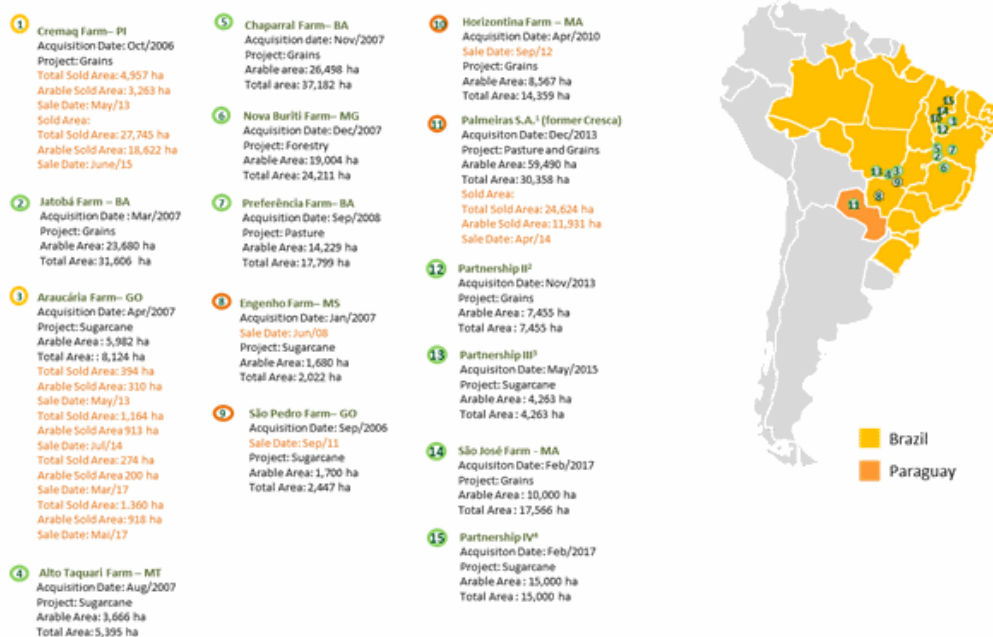 1
Cremaq Farm– PI
Acquisition Date: Oct/2006
Project: Grains
Total Sold Area: 4,957 ha
Arable Sold Area: 3,263 ha
Sale Date: May/13
Sold Area:
Total Sold Area: 27,745 ha
Arable Sold Area: 18,622 ha
Sale Date: June/15
2
Jatobá Farm – BA
Acquisition Date : Mar/2007
Project: Grains
Arable Area: 23,680 ha
Total Area: 31,606 ha
3
Araucária Farm– GO
Acquisition Date: Apr/2007
Project: Sugarcane
Arable Area : 5,982 ha
Total Area: : 8,124 ha
Total Sold Area: 394 ha
Arable Sold Area: 310 ha
Sale Date: May/13
Total Sold Area: 1,164 ha
Arable Sold Area 913 ha
Sale Date: Jul/14
Total Sold Area: 274 ha
Arable Sold Area 200 ha
Sale Date: Mar/17
Total Sold Area: 1.360 ha
Arable Sold Area: 918 ha
Sale Date: Mai/17
4
Alto Taquari Farm – MT
Acquisition Date: Aug/2007
Project: Sugarcane
Arable Area: 3,666 ha
Total Area: 5,395 ha
5
Chaparral Farm– BA
Acquisition date: Nov/2007
Project: Grains
Arable area: 26,498 ha
Total area: 37,182 ha
6
Nova Buriti Farm– MG
Acquisition Date: Dec/2007
Project: Forestry
Arable Area: 19,004 ha
Total Area: 24,211 ha
7
Preferência Farm– BA
Acquisition Date: Sep/2008
Project: Pasture
Arable Area: 14,229 ha
Total Area: 17,799 ha
8
Engenho Farm– MS
Acquisition Date: Jan/2007
Sale Date: Jun/08
Project: Sugarcane
Arable Area: 1,680 ha
Total Area: 2,022 ha
9
São Pedro Farm– GO
Acquisition Date: Sep/2006
Sale Date: Sep/11
Project: Sugarcane
Arable Area: 1,700 ha
Total Area: 2,447 ha
10
Horizontina Farm – MA
Acquisition Date: Apr/2010
Sale Date: Sep/12
Project: Grains
Arable Area: 8,567 ha
Total Area: 14,359 ha
11
Palmeiras S.A.¹ (former Cresca)
Acquisiton Date: Dec/2013
Project: Pasture and Grains
Arable Area: 59,490 ha
Total Area: 30,358 ha
Sold Area:
Total Sold Area: 24,624 ha
Arable Sold Area: 11,931 ha
Sale Date: Apr/14
12
Partnership II²
Acquisiton Date: Nov/2013
Project: Grains
Arable Area : 7,455 ha
Total Area : 7,455 ha
13
Partnership III³
Acquisiton Date: May/2015
Project: Sugarcane
Arable Area : 4,263 ha
Total Area : 4,263 ha
14
São José Farm - MA
Acquisiton Date: Feb/2017
Project: Grains
Arable Area : 10,000 ha
Total Area : 17,566 ha
15
Partnership IV⁴
Acquisiton Date: Feb/2017
Project: Sugarcane
Arable Area : 15,000 ha
Total Area : 15,000 ha
15
14
10 1
12
5 7
2
6
13 4 3
9
8
11
Brazil
Paraguay